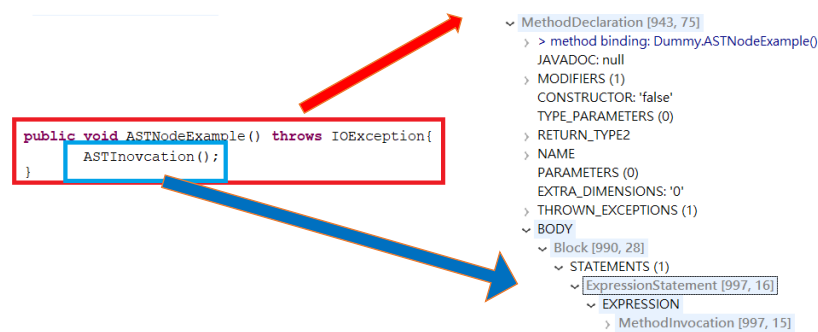 public void ASTNodeExample() throws IOException{
ASTInovcation();
}
MethodDeclaration [943, 75]
> method binding: Dummy.ASTNodeExample()
JAVADOC: null
MODIFIERS (1)
CONSTRUCTOR: 'false'
TYPE_PARAMETERS (0)
RETURN_TYPE2
NAME
PARAMETERS (0)
EXTRA_DIMENSIONS: '0'
THROWN_EXCEPTIONS (1)
BODY
Block [990, 28]
STATEMENTS (1)
ExpressionStatement [997, 16]
EXPRESSION
MethodInvocation [997, 15]